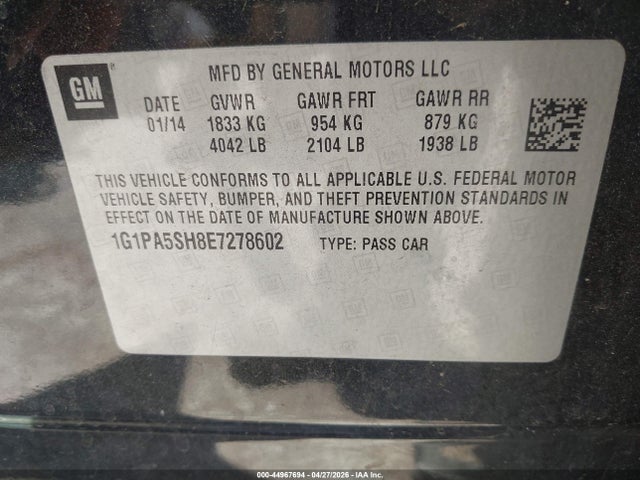 GM
MFD BY GENERAL MOTORS LLC
DATE GVWR GAWR FRT GAWR RR
01/14 1833 KG 954 KG 879 KG
4042 LB 2104 LB 1938 LB
THIS VEHICLE CONFORMS TO ALL APPLICABLE U.S. FEDERAL MOTOR
VEHICLE SAFETY, BUMPER, AND THEFT PREVENTION STANDARDS
IN EFFECT ON THE DATE OF MANUFACTURE SHOWN ABOVE.
1G1PA5SH8E7278602 TYPE: PASS CAR
000-44967694 - 04/27/2026 - IAA Inc.